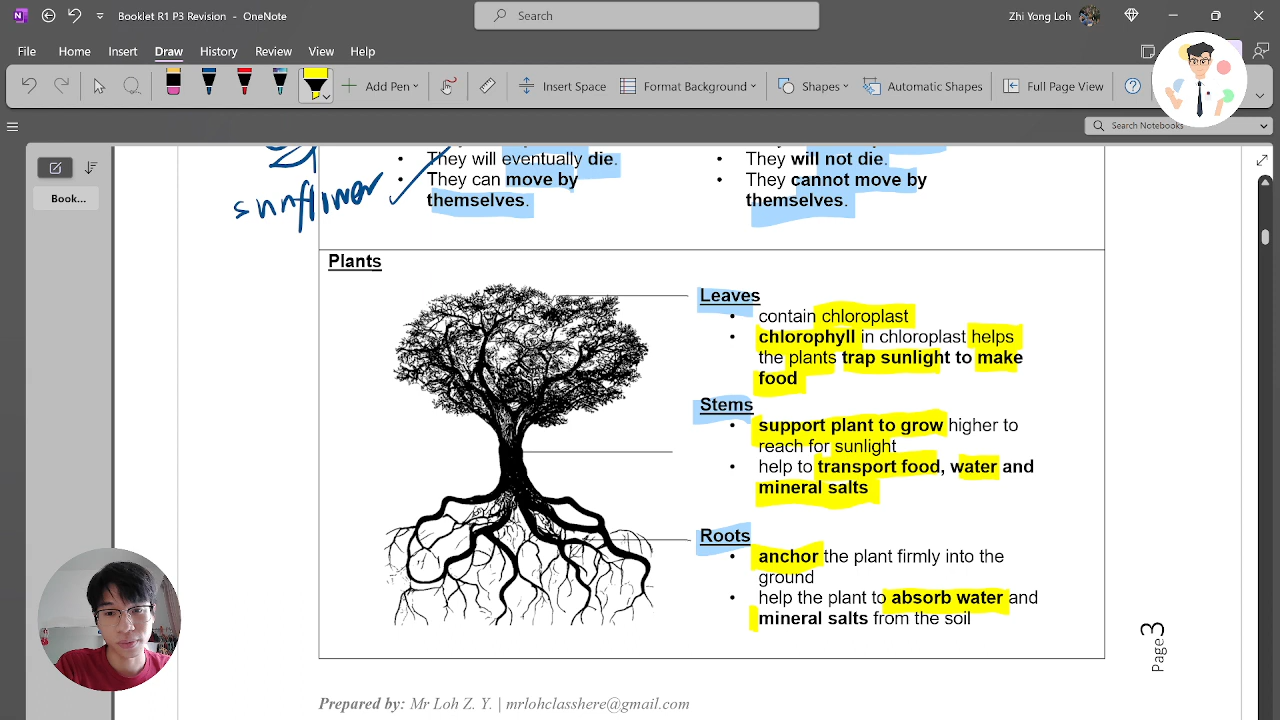 Booklet R1 P3 Revision - OneNote
Search
Zhi Yong Loh
File Home Insert Draw History Review View Help
Add Pen
Insert Space
Format Background
Shapes
Automatic Shapes
Full Page View
Search Notebooks
Book...
• They will eventually die.
• They can move by
themselves.
• They will not die.
• They cannot move by
themselves.
sunflower
Plants
Leaves
• contain chloroplast
• chlorophyll in chloroplast helps
the plants trap sunlight to make
food
Stems
• support plant to grow higher to
reach for sunlight
• help to transport food, water and
mineral salts
Roots
• anchor the plant firmly into the
ground
• help the plant to absorb water and
mineral salts from the soil
Page 3
Prepared by: Mr Loh Z. Y. | mrlohclasshere@gmail.com